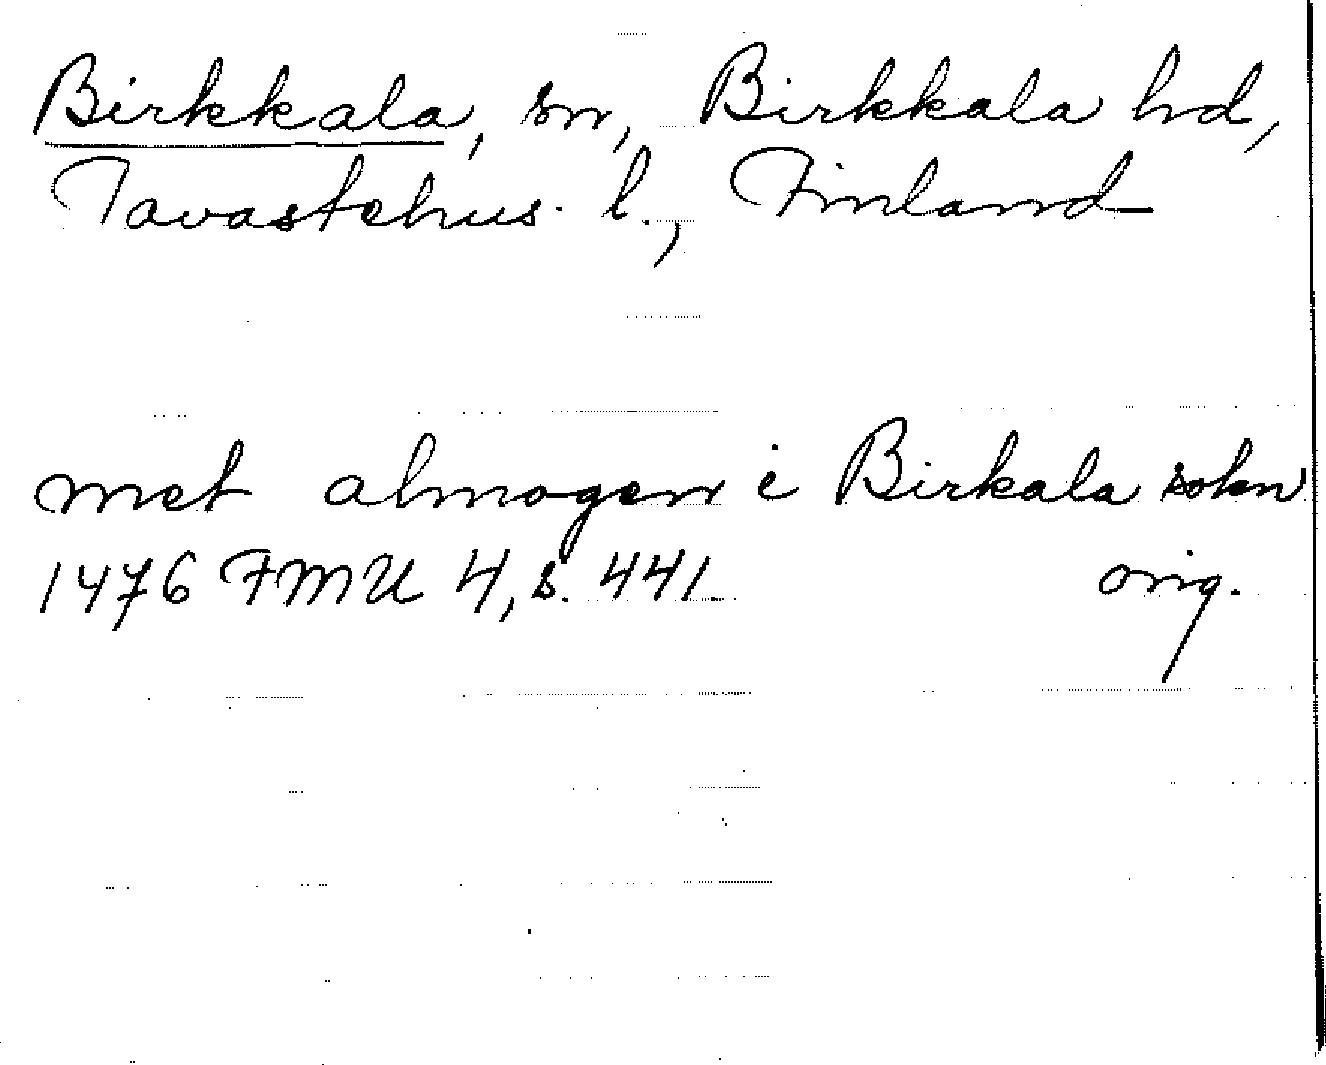 Birkkala, sn, Birkkala hd,
Tavastehus l., Finland
met almogen i Birkala sokn
1476 FMU 4, s. 441. orig.